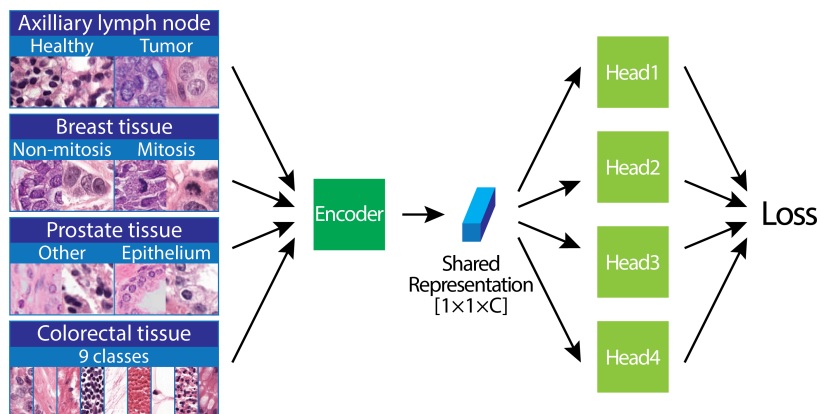 Axilliary lymph node
Healthy Tumor
Breast tissue
Non-mitosis Mitosis
Prostate tissue
Other Epithelium
Colorectal tissue
9 classes
Encoder
Shared
Representation
[1×1×C]
Head1
Head2
Head3
Head4
Loss